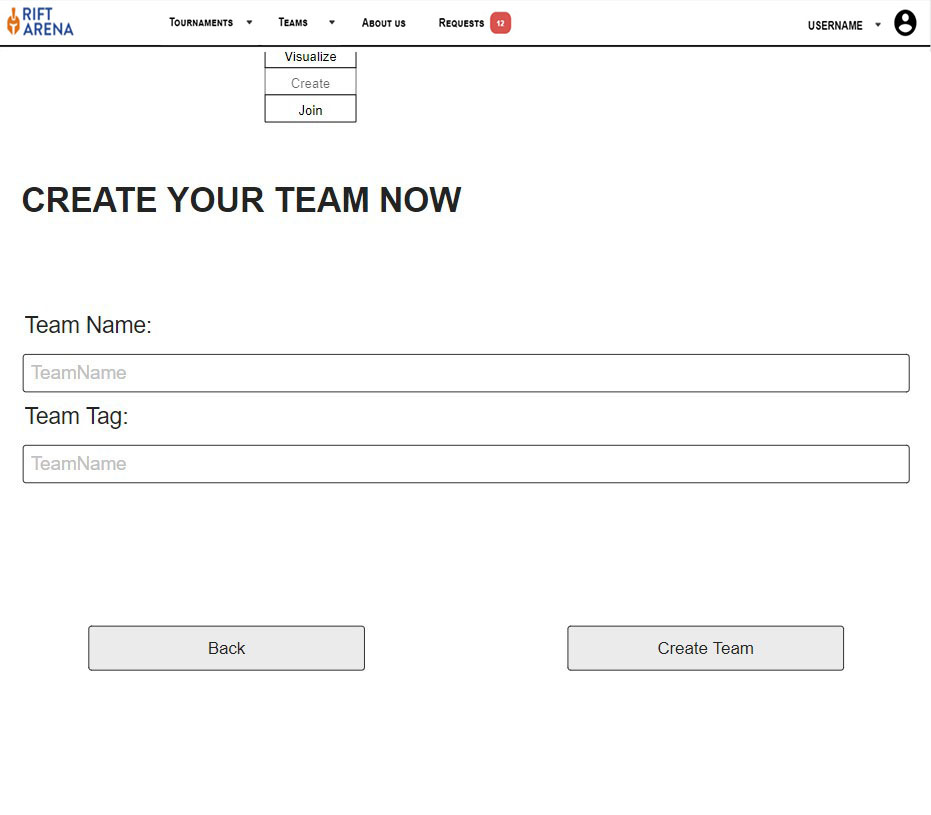 RIFT
ARENA
TOURNAMENTS TEAMS ABOUT US REQUESTS 12 USERNAME
Visualize
Create
Join
CREATE YOUR TEAM NOW
Team Name:
TeamName
Team Tag:
TeamName
Back Create Team